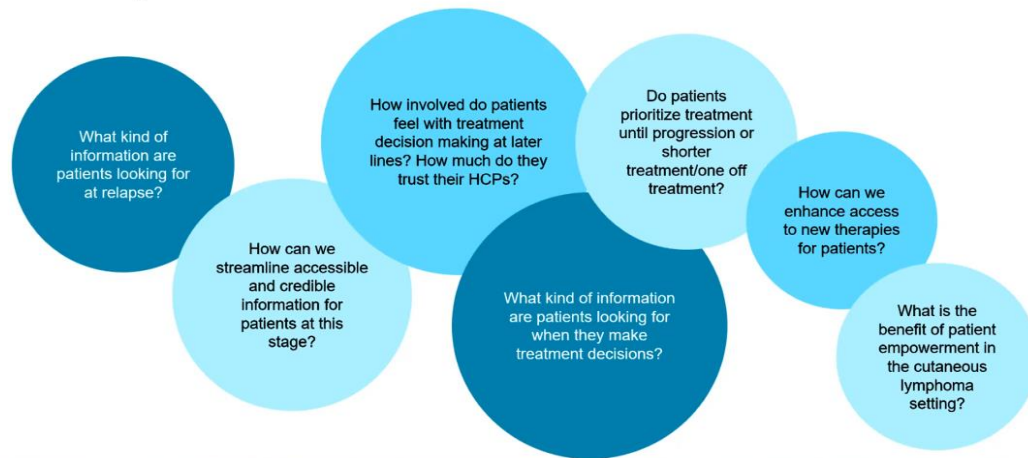 What kind of
information are
patients looking for
at relapse?
How can we
streamline accessible
and credible
information for
patients at this
stage?
How involved do patients
feel with treatment
decision making at later
lines? How much do they
trust their HCPs?
What kind of information
are patients looking for
when they make
treatment decisions?
Do patients
prioritize treatment
until progression or
shorter
treatment/one off
treatment?
How can we
enhance access
to new therapies
for patients?
What is the
benefit of patient
empowerment in
the cutaneous
lymphoma
setting?